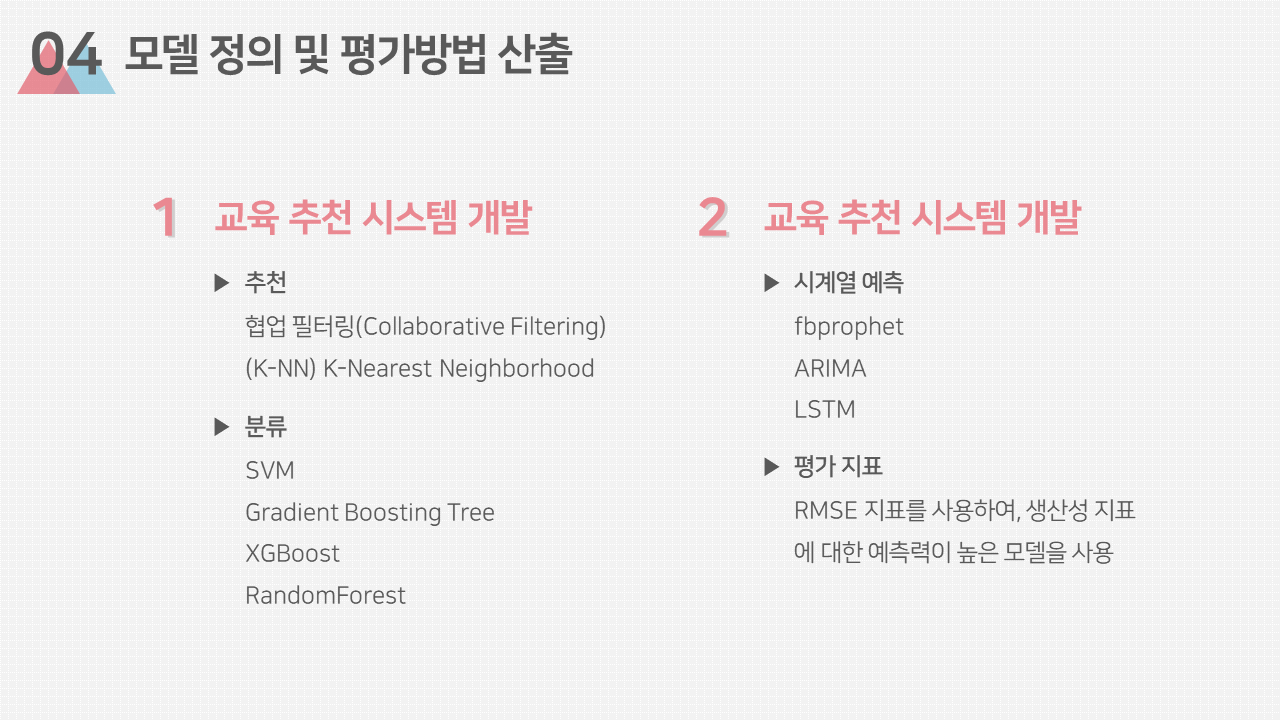 04 모델 정의 및 평가방법 산출
1 교육 추천 시스템 개발
▶ 추천
협업 필터링(Collaborative Filtering)
(K-NN) K-Nearest Neighborhood
▶ 분류
SVM
Gradient Boosting Tree
XGBoost
RandomForest
2 교육 추천 시스템 개발
▶ 시계열 예측
fbprophet
ARIMA
LSTM
▶ 평가 지표
RMSE 지표를 사용하여, 생산성 지표
에 대한 예측력이 높은 모델을 사용